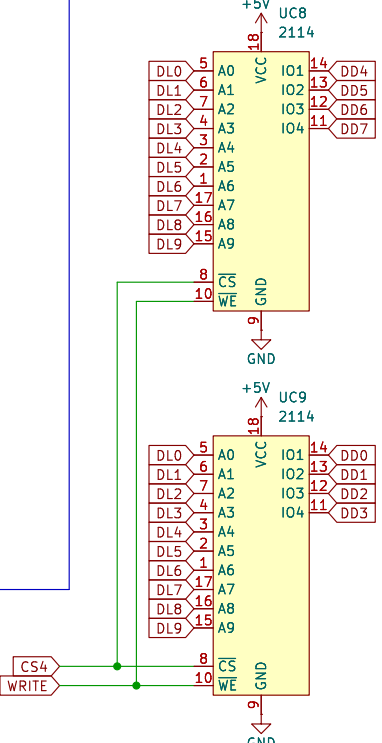 +5V
UC8
2114
18
VCC
DL0 5 A0 IO1 14 DD4
DL1 6 A1 IO2 13 DD5
DL2 7 A2 IO3 12 DD6
DL3 4 A3 IO4 11 DD7
DL4 3 A4
DL5 2 A5
DL6 1 A6
DL7 17 A7
DL8 16 A8
DL9 15 A9
8 CS
10 WE
GND
9
GND
+5V
UC9
2114
18
VCC
DL0 5 A0 IO1 14 DD0
DL1 6 A1 IO2 13 DD1
DL2 7 A2 IO3 12 DD2
DL3 4 A3 IO4 11 DD3
DL4 3 A4
DL5 2 A5
DL6 1 A6
DL7 17 A7
DL8 16 A8
DL9 15 A9
CS4 8 CS
WRITE 10 WE
GND
9
GND